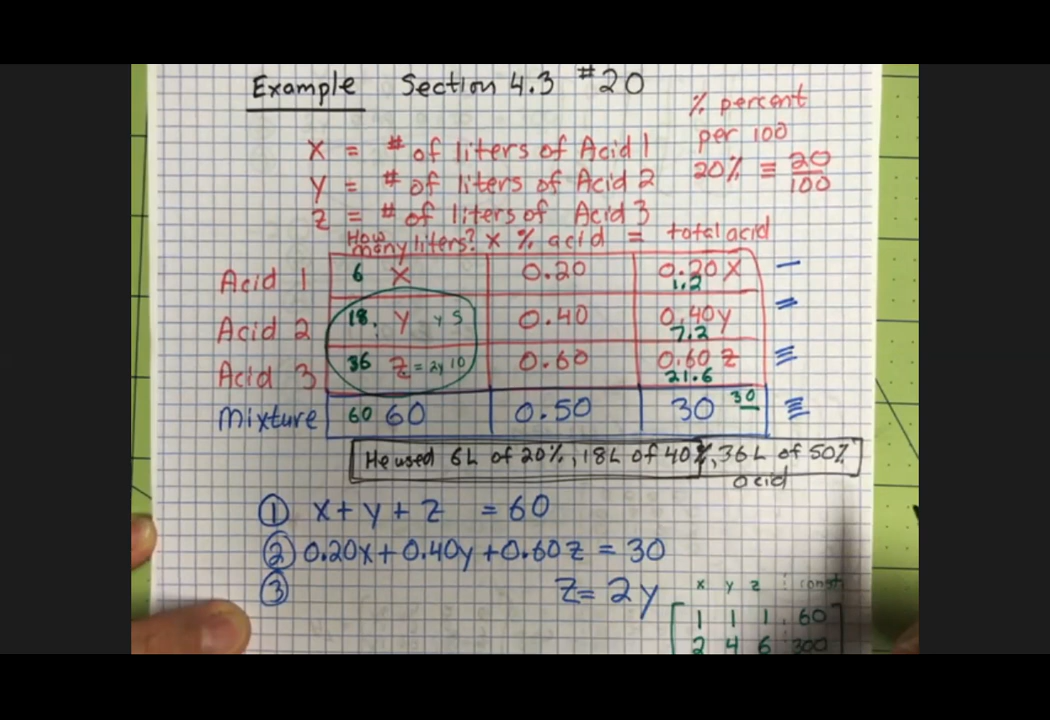 Example Section 4.3 #20
% percent
per 100
20% ≡ 20/100
X = # of liters of Acid 1
Y = # of liters of Acid 2
Z = # of liters of Acid 3
How many liters? x % acid = total acid
Acid 1 6 X 0.20 0.20 X 1.2
Acid 2 18 Y Y 5 0.40 0.40Y 7.2
Acid 3 36 Z = 2y 10 0.60 0.60 Z 21.6
Mixture 60 60 0.50 30 30
He used 6L of 20%, 18L of 40%, 36L of 50%
acid
① x + y + z = 60
② 0.20x + 0.40y + 0.60z = 30
③ z = 2y
x y z const
1 1 1 60
2 4 6 300